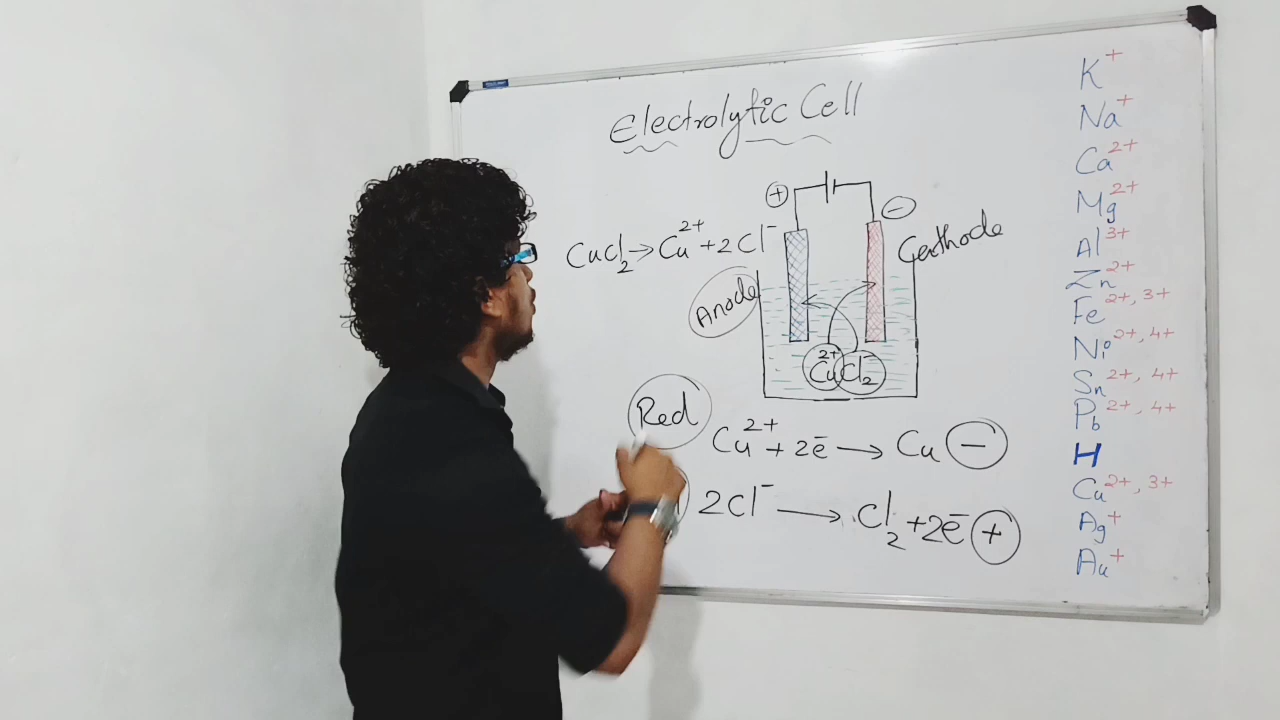 Electrolytic Cell
+ −
CuCl2 → Cu2+ + 2Cl−
Cathode
Anode
Cu2+ Cl2
Red
Cu2+ + 2e− → Cu −
2Cl− → Cl2 + 2e− +
K+
Na+
Ca2+
Mg2+
Al3+
Zn2+
Fe2+, 3+
Ni2+, 4+
Sn2+, 4+
Pb2+, 4+
H
Cu2+, 3+
Ag+
Au+